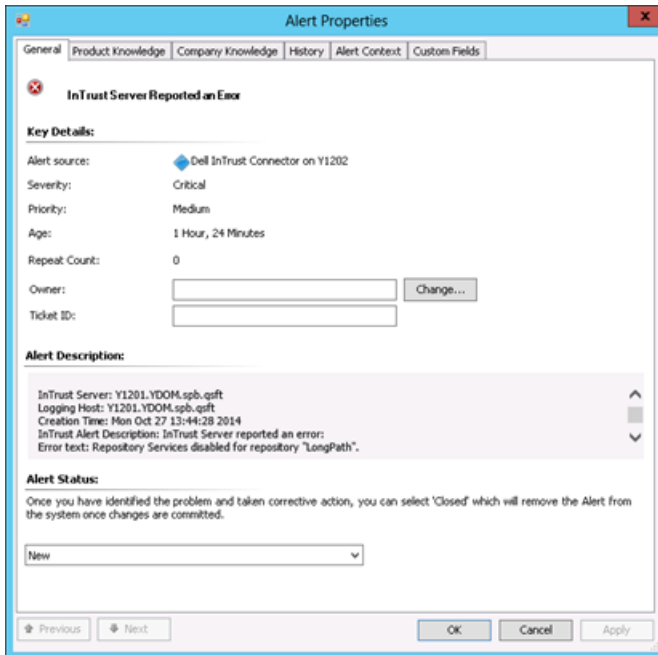 Alert Properties
x
General Product Knowledge Company Knowledge History Alert Context Custom Fields
InTrust Server Reported an Error
Key Details:
Alert source: Dell InTrust Connector on Y1202
Severity: Critical
Priority: Medium
Age: 1 Hour, 24 Minutes
Repeat Count: 0
Owner: Change...
Ticket ID:
Alert Description:
InTrust Server: Y1201.YDOM.spb.qsft
Logging Host: Y1201.YDOM.spb.qsft
Creation Time: Mon Oct 27 13:44:28 2014
InTrust Alert Description: InTrust Server reported an error:
Error text: Repository Services disabled for repository "LongPath".
Alert Status:
Once you have identified the problem and taken corrective action, you can select 'Closed' which will remove the Alert from
the system once changes are committed.
New
Previous Next OK Cancel Apply